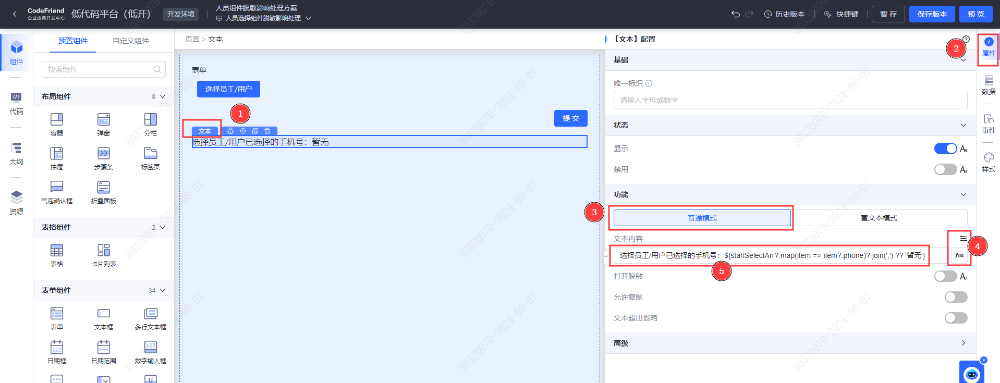 CodeFriend
企业应用开发中心
低代码平台（低开）
开发环境
人员组件脱敏影响处理方案
人员选择组件脱敏影响处理
历史版本
快捷键
暂 存
保存版本
预 览
组件
代码
大纲
资源
预置组件
自定义组件
搜索组件
布局组件
8
容器
弹窗
分栏
抽屉
步骤条
标签页
气泡确认框
折叠面板
表格组件
2
表格
卡片列表
表单组件
34
表单
文本框
多行文本框
123
日期框
日期范围
123
数字输入框
页面 > 文本
表单
选择员工/用户
1
提 交
文本
选择员工/用户已选择的手机号：暂无
【文本】配置
2
基础
唯一标识
请输入字母或数字
状态
显示
禁用
功能
3
普通模式
富文本模式
文本内容
4
选择员工/用户已选择的手机号：${staffSelectArr?.map(item => item?.phone)?.join(',') ?? '暂无'}
f(x)
5
打开脱敏
允许复制
文本超出省略
高级
属性
数据
事件
样式
80320070-2024-08-07